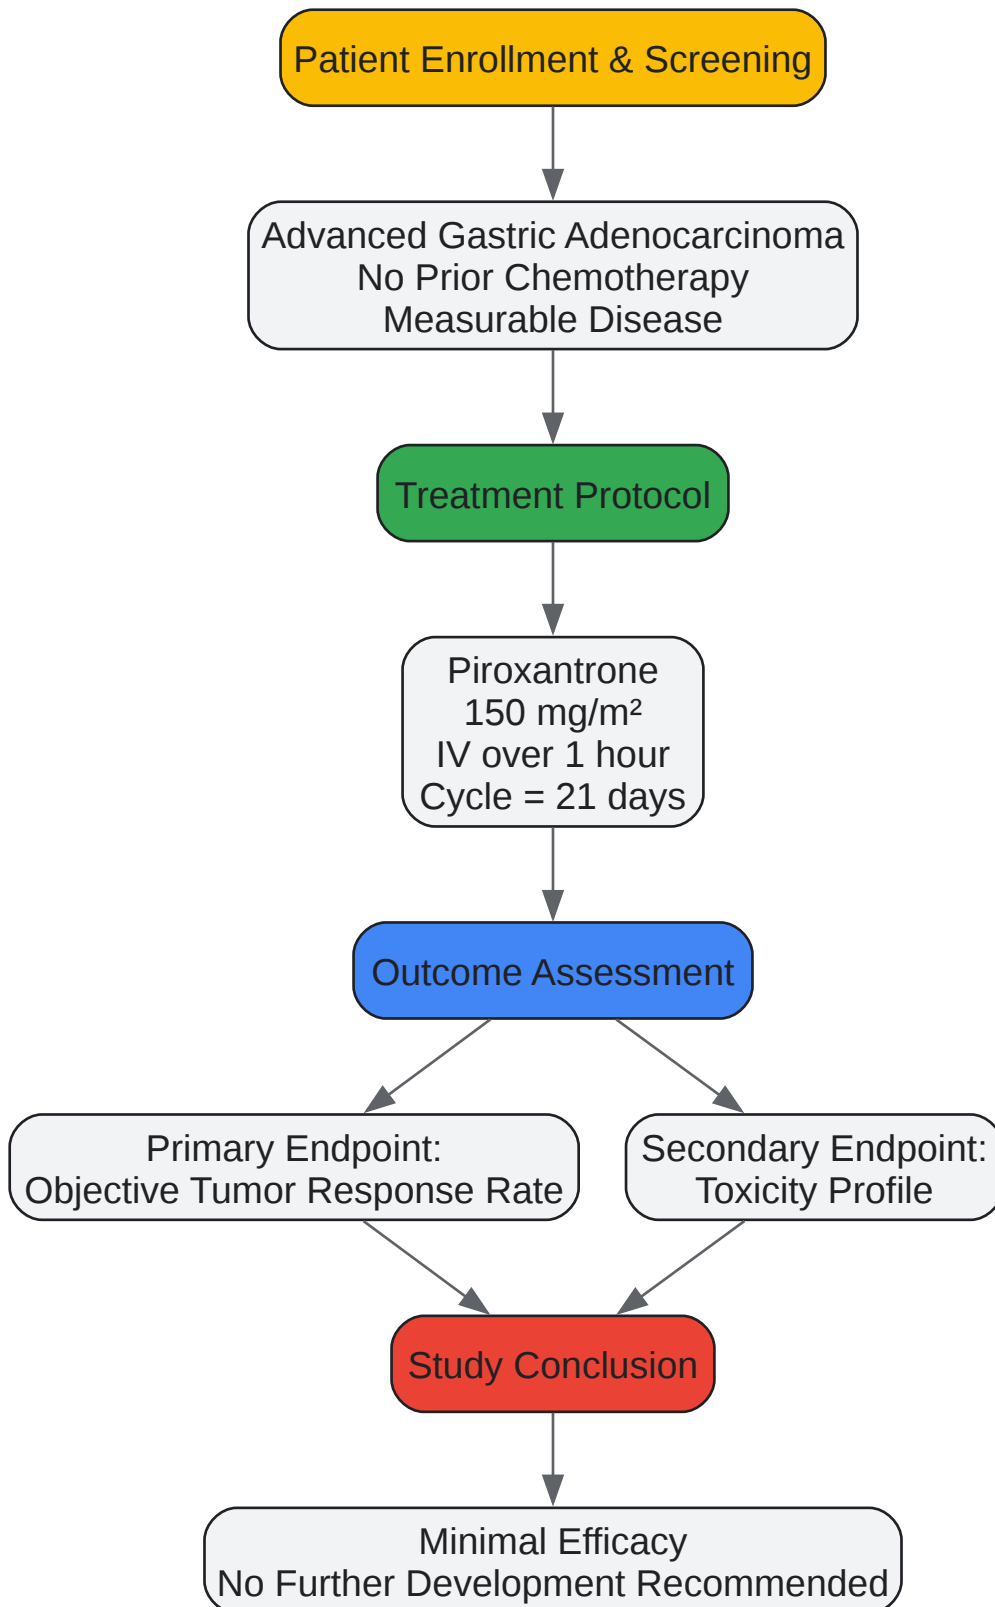 Patient Enrollment & Screening
Advanced Gastric Adenocarcinoma
No Prior Chemotherapy
Measurable Disease
Treatment Protocol
Piroxantrone
150 mg/m²
IV over 1 hour
Cycle = 21 days
Outcome Assessment
Primary Endpoint:
Objective Tumor Response Rate
Secondary Endpoint:
Toxicity Profile
Study Conclusion
Minimal Efficacy
No Further Development Recommended